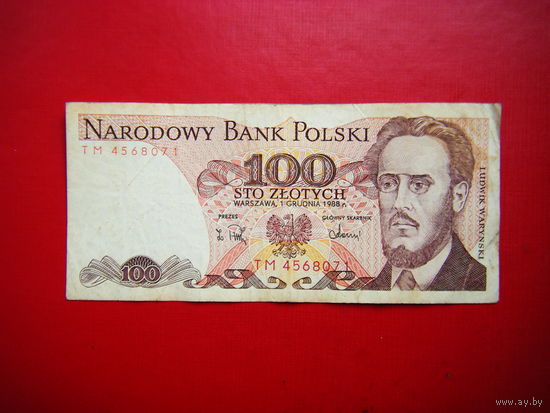 NARODOWY BANK POLSKI
TM 4568071
100
STO ZŁOTYCH
WARSZAWA, 1 GRUDNIA 1988 r.
PREZES
GŁÓWNY SKARBNIK
TM 4568071
100
LUDWIK WARYŃSKI
www.ay.by